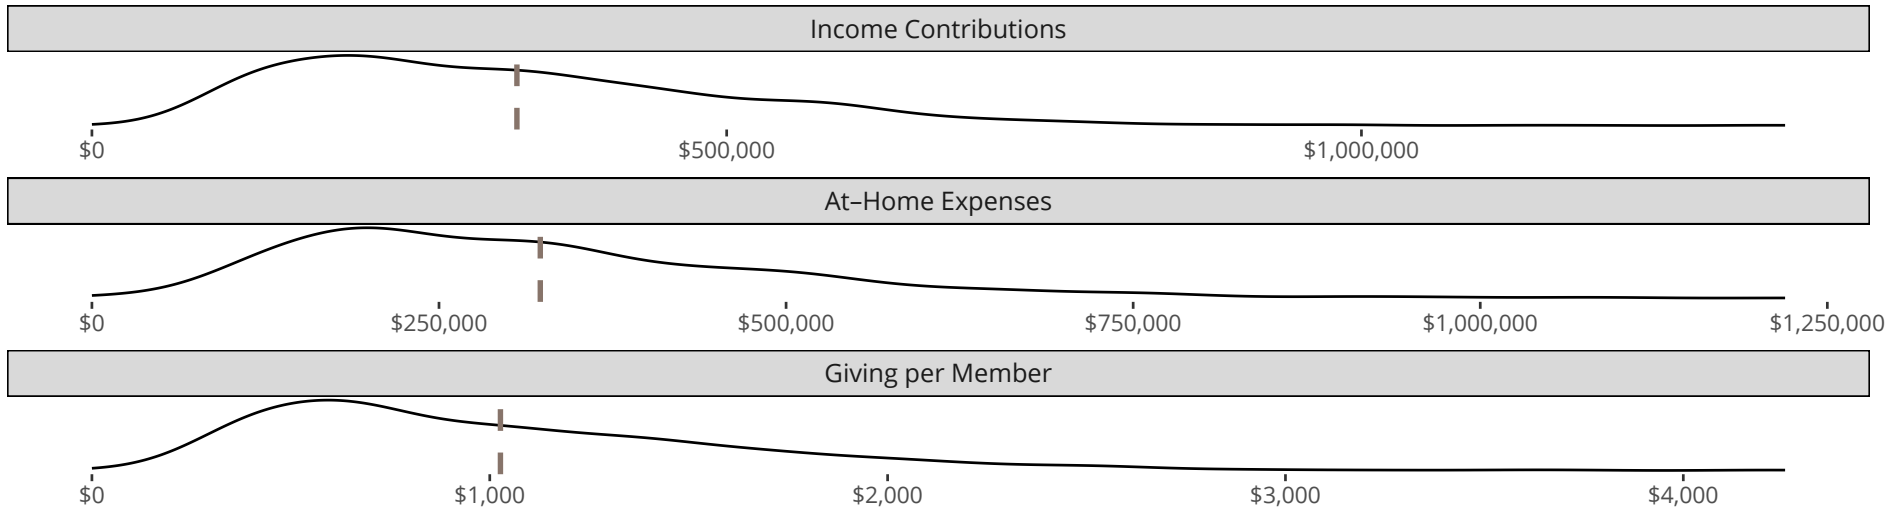 Income Contributions
$0 $500,000 $1,000,000
At–Home Expenses
$0 $250,000 $500,000 $750,000 $1,000,000 $1,250,000
Giving per Member
$0 $1,000 $2,000 $3,000 $4,000